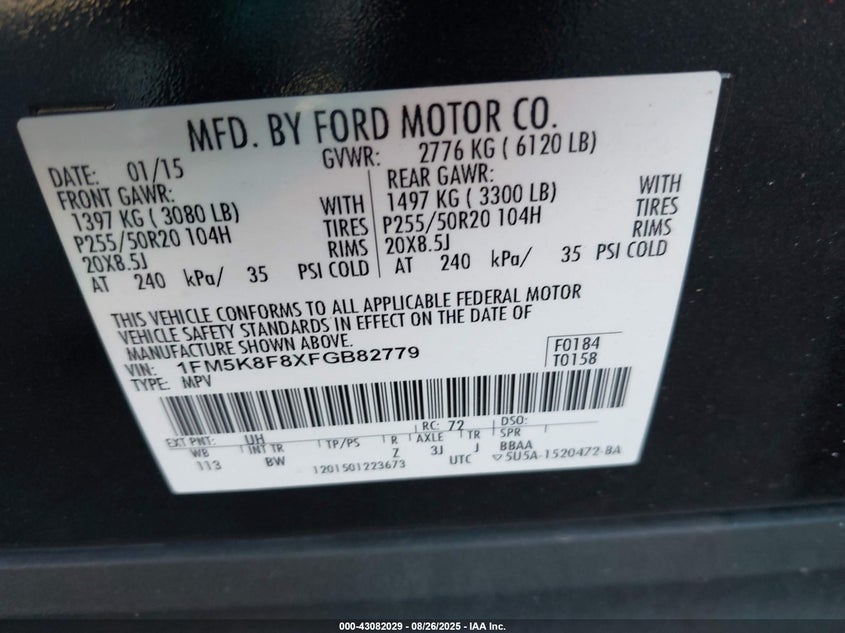 MFD. BY FORD MOTOR CO.
DATE: 01/15 GVWR: 2776 KG ( 6120 LB)
FRONT GAWR: REAR GAWR:
1397 KG ( 3080 LB) WITH 1497 KG ( 3300 LB) WITH
P255/50R20 104H TIRES P255/50R20 104H TIRES
20X8.5J RIMS 20X8.5J RIMS
AT 240 kPa/ 35 PSI COLD AT 240 kPa/ 35 PSI COLD
THIS VEHICLE CONFORMS TO ALL APPLICABLE FEDERAL MOTOR
VEHICLE SAFETY STANDARDS IN EFFECT ON THE DATE OF
MANUFACTURE SHOWN ABOVE.
VIN: 1FM5K8F8XFGB82779 F0184
TYPE: MPV T0158
EXT PNT: UH RC: 72 DSO:
WB INT TR TP/PS R AXLE TR SPR
113 BW Z 3J J BBAA
1201501223673 UTC 5U5A-1520472-BA
000-43082029 - 08/26/2025 - IAA Inc.